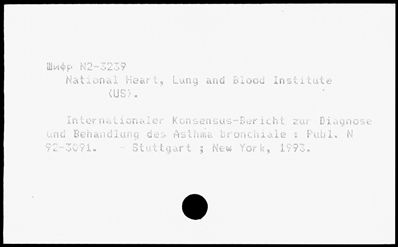 Шифр N2-3239
National Heart, Lung and Blood Institute
(US).
Internationaler Konsensus-Bericht zur Diagnose
und Behandlung des Asthma bronchiale : Publ. N
92-3091. - Stuttgart ; New York, 1993.